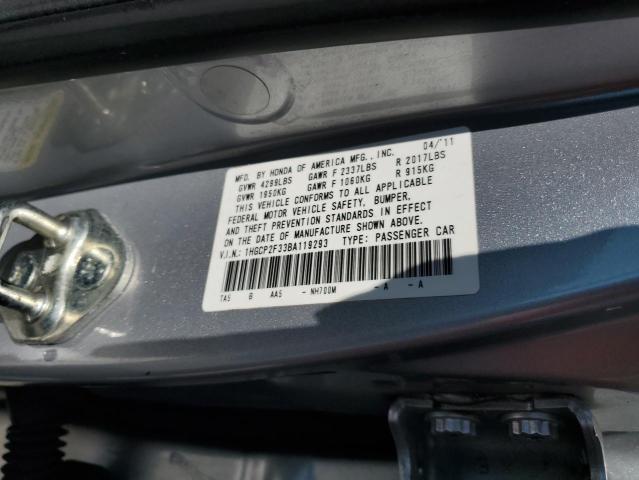 MFD. BY HONDA OF AMERICA MFG., INC. 04/'11
GVWR 4299LBS GAWR F 2337LBS R 2017LBS
GVWR 1950KG GAWR F 1060KG R 915KG
THIS VEHICLE CONFORMS TO ALL APPLICABLE
FEDERAL MOTOR VEHICLE SAFETY, BUMPER,
AND THEFT PREVENTION STANDARDS IN EFFECT
ON THE DATE OF MANUFACTURE SHOWN ABOVE.
V.I.N.: 1HGCP2F33BA119293 TYPE: PASSENGER CAR
TA5 B AA5 - NH700M - A - A